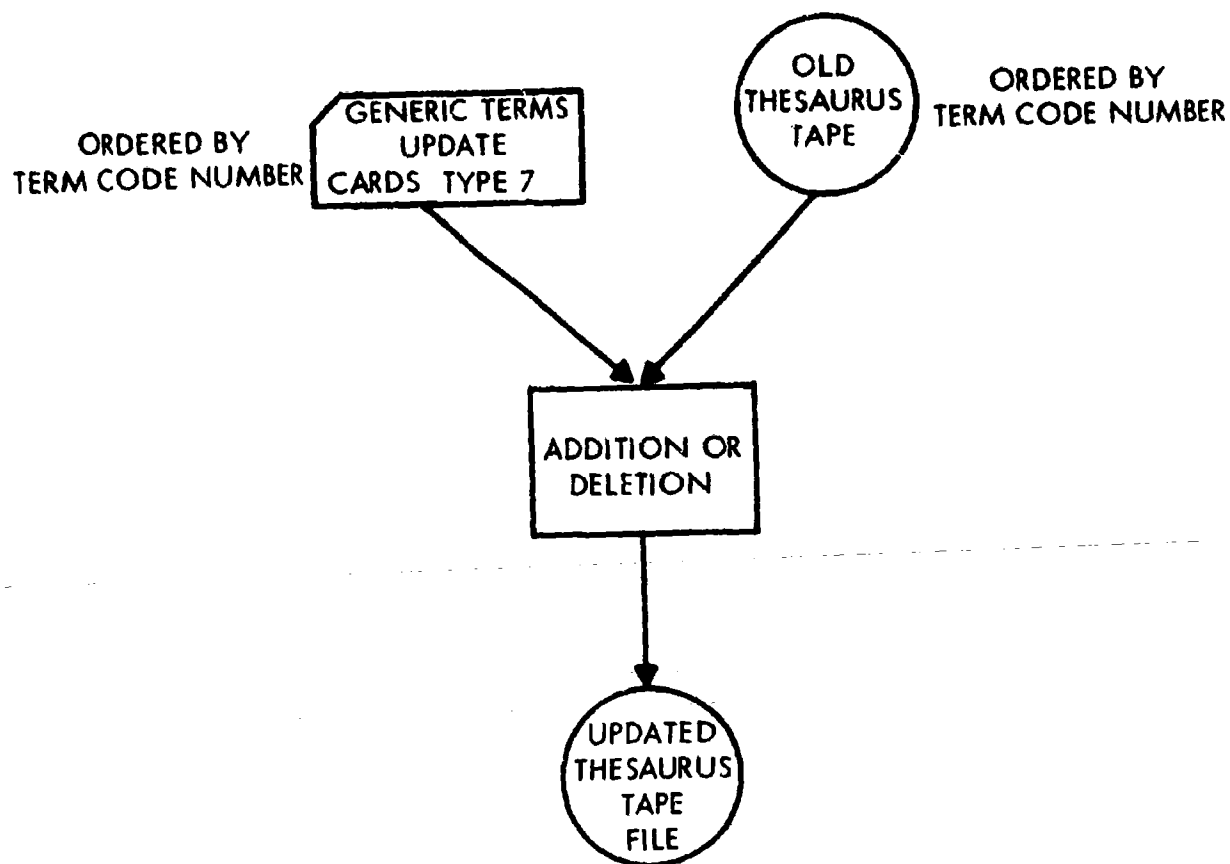 ORDERED BY
TERM CODE NUMBER
GENERIC TERMS
UPDATE
CARDS TYPE 7
OLD
THESAURUS
TAPE
ORDERED BY
TERM CODE NUMBER
ADDITION OR
DELETION
UPDATED
THESAURUS
TAPE
FILE